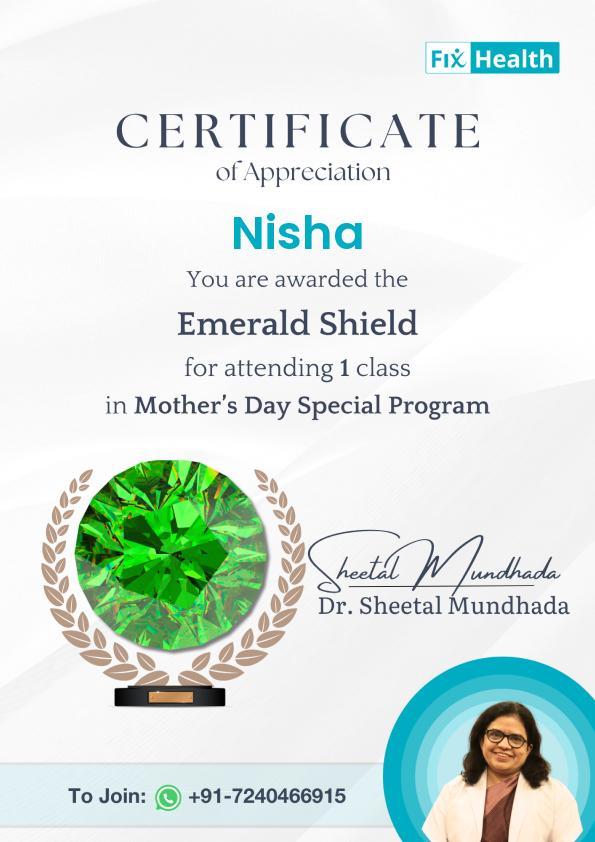 Fix Health
CERTIFICATE
of Appreciation
Nisha
You are awarded the
Emerald Shield
for attending 1 class
in Mother's Day Special Program
Sheetal Mundhada
Dr. Sheetal Mundhada
To Join: +91-7240466915